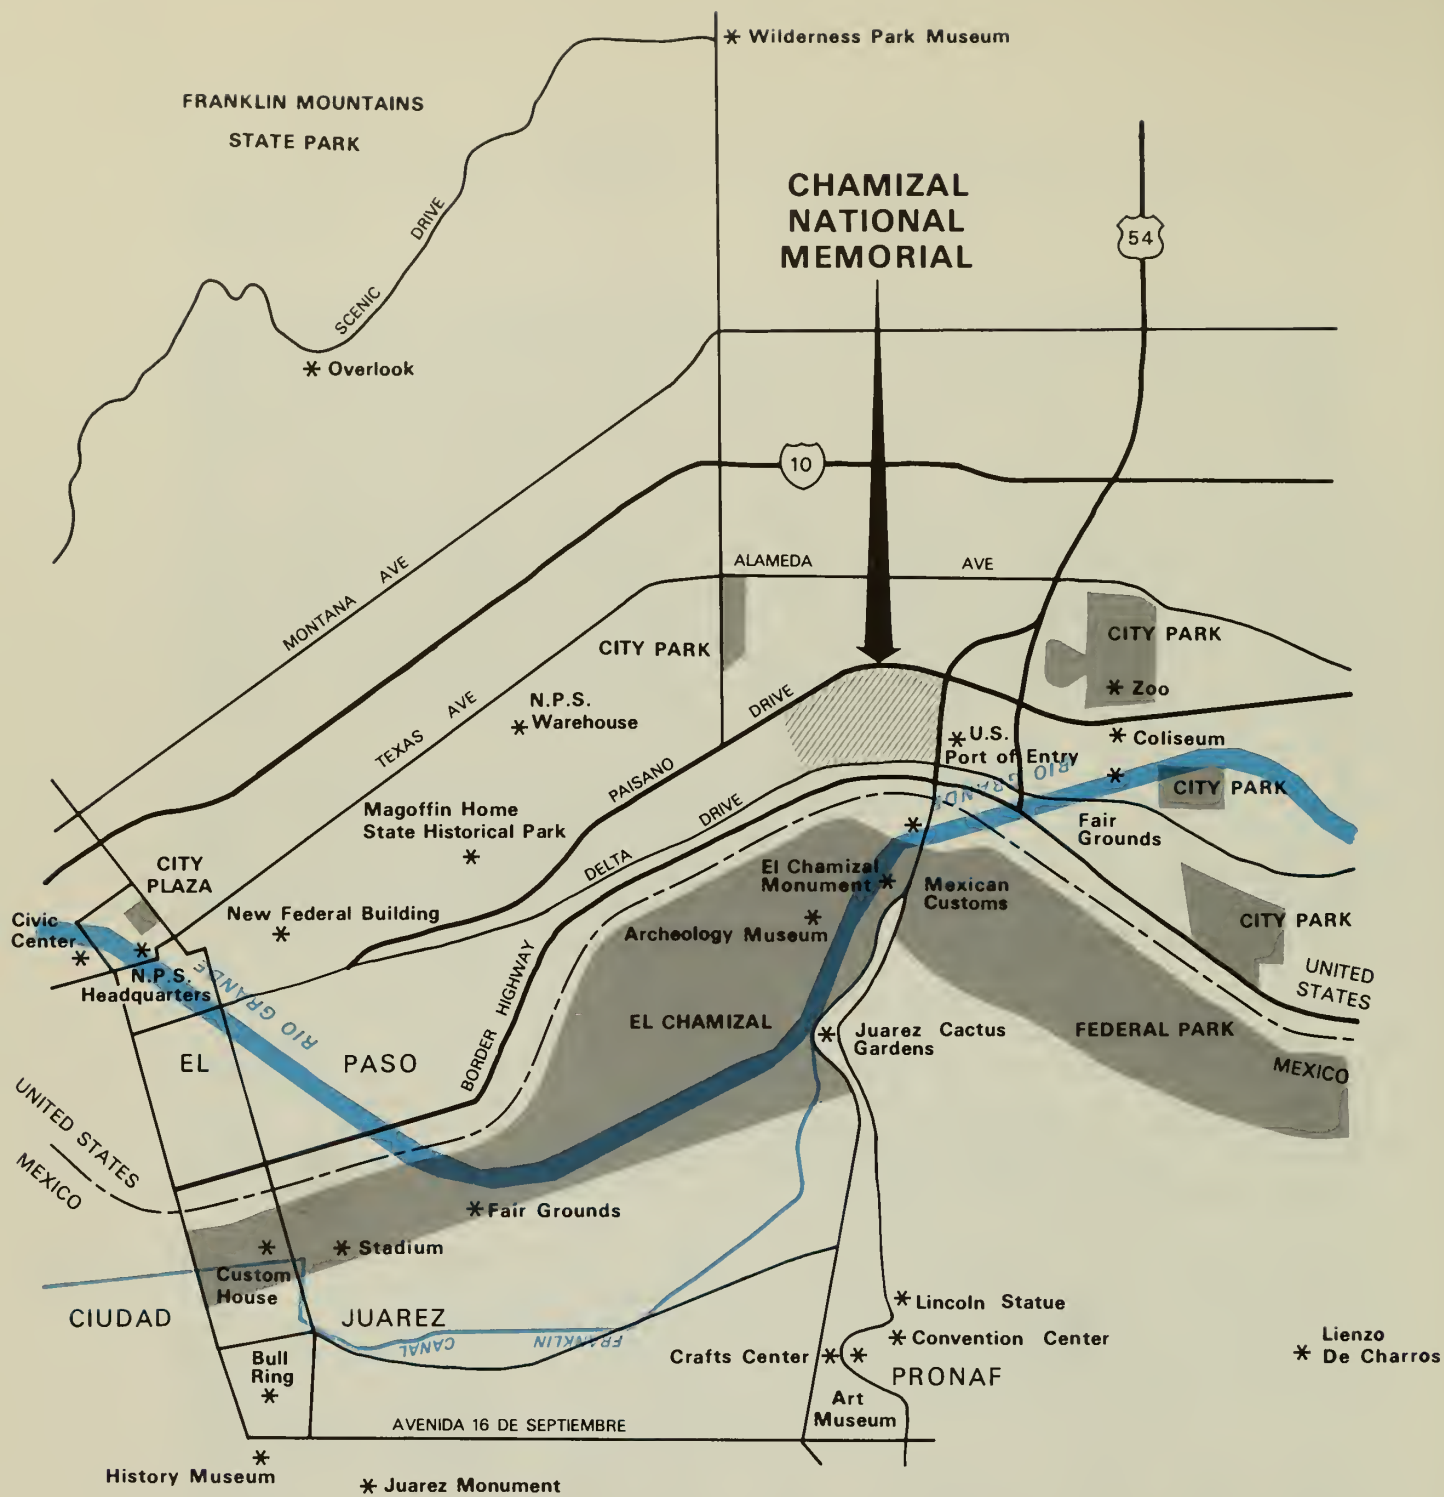 Wilderness Park Museum
FRANKLIN MOUNTAINS
STATE PARK
CHAMIZAL
NATIONAL
MEMORIAL
54
SCENIC DRIVE
Overlook
10
MONTANA AVE
ALAMEDA AVE
CITY PARK
CITY PARK
Zoo
N.P.S.
Warehouse
TEXAS AVE
PAISANO DRIVE
U.S.
Port of Entry
Coliseum
RIO GRANDE
CITY PARK
Fair
Grounds
Magoffin Home
State Historical Park
DELTA DRIVE
CITY
PLAZA
El Chamizal
Monument
Mexican
Customs
Civic
Center
New Federal Building
Archeology Museum
CITY PARK
N.P.S.
Headquarters
RIO GRANDE
BORDER HIGHWAY
UNITED
STATES
MEXICO
EL CHAMIZAL
Juarez Cactus
Gardens
FEDERAL PARK
EL PASO
UNITED STATES
MEXICO
Fair Grounds
Stadium
Custom
House
CIUDAD JUAREZ
FRANKLIN CANAL
Lincoln Statue
Convention Center
Crafts Center
PRONAF
Lienzo
De Charros
Bull
Ring
Art
Museum
AVENIDA 16 DE SEPTIEMBRE
History Museum
Juarez Monument